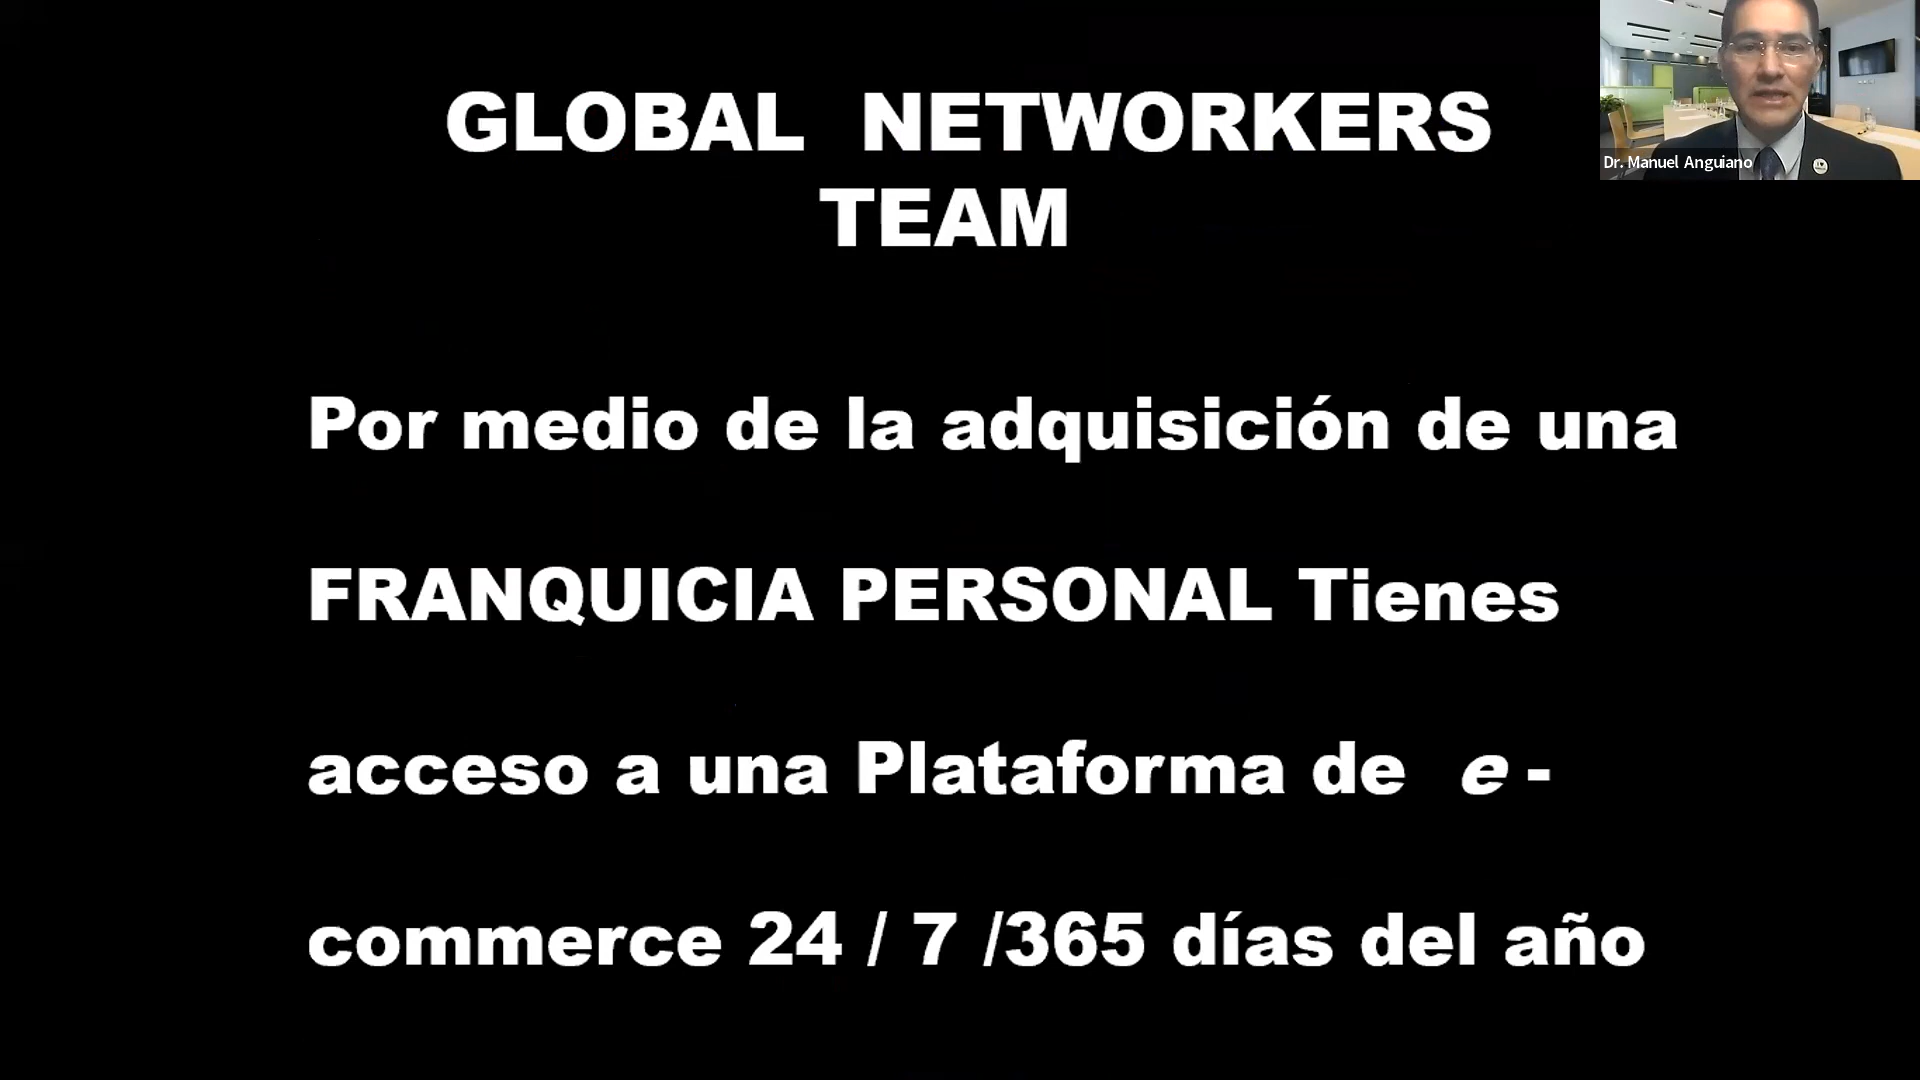 GLOBAL NETWORKERS
TEAM
Dr. Manuel Anguiano
Por medio de la adquisición de una
FRANQUICIA PERSONAL Tienes
acceso a una Plataforma de e -
commerce 24 / 7 /365 días del año